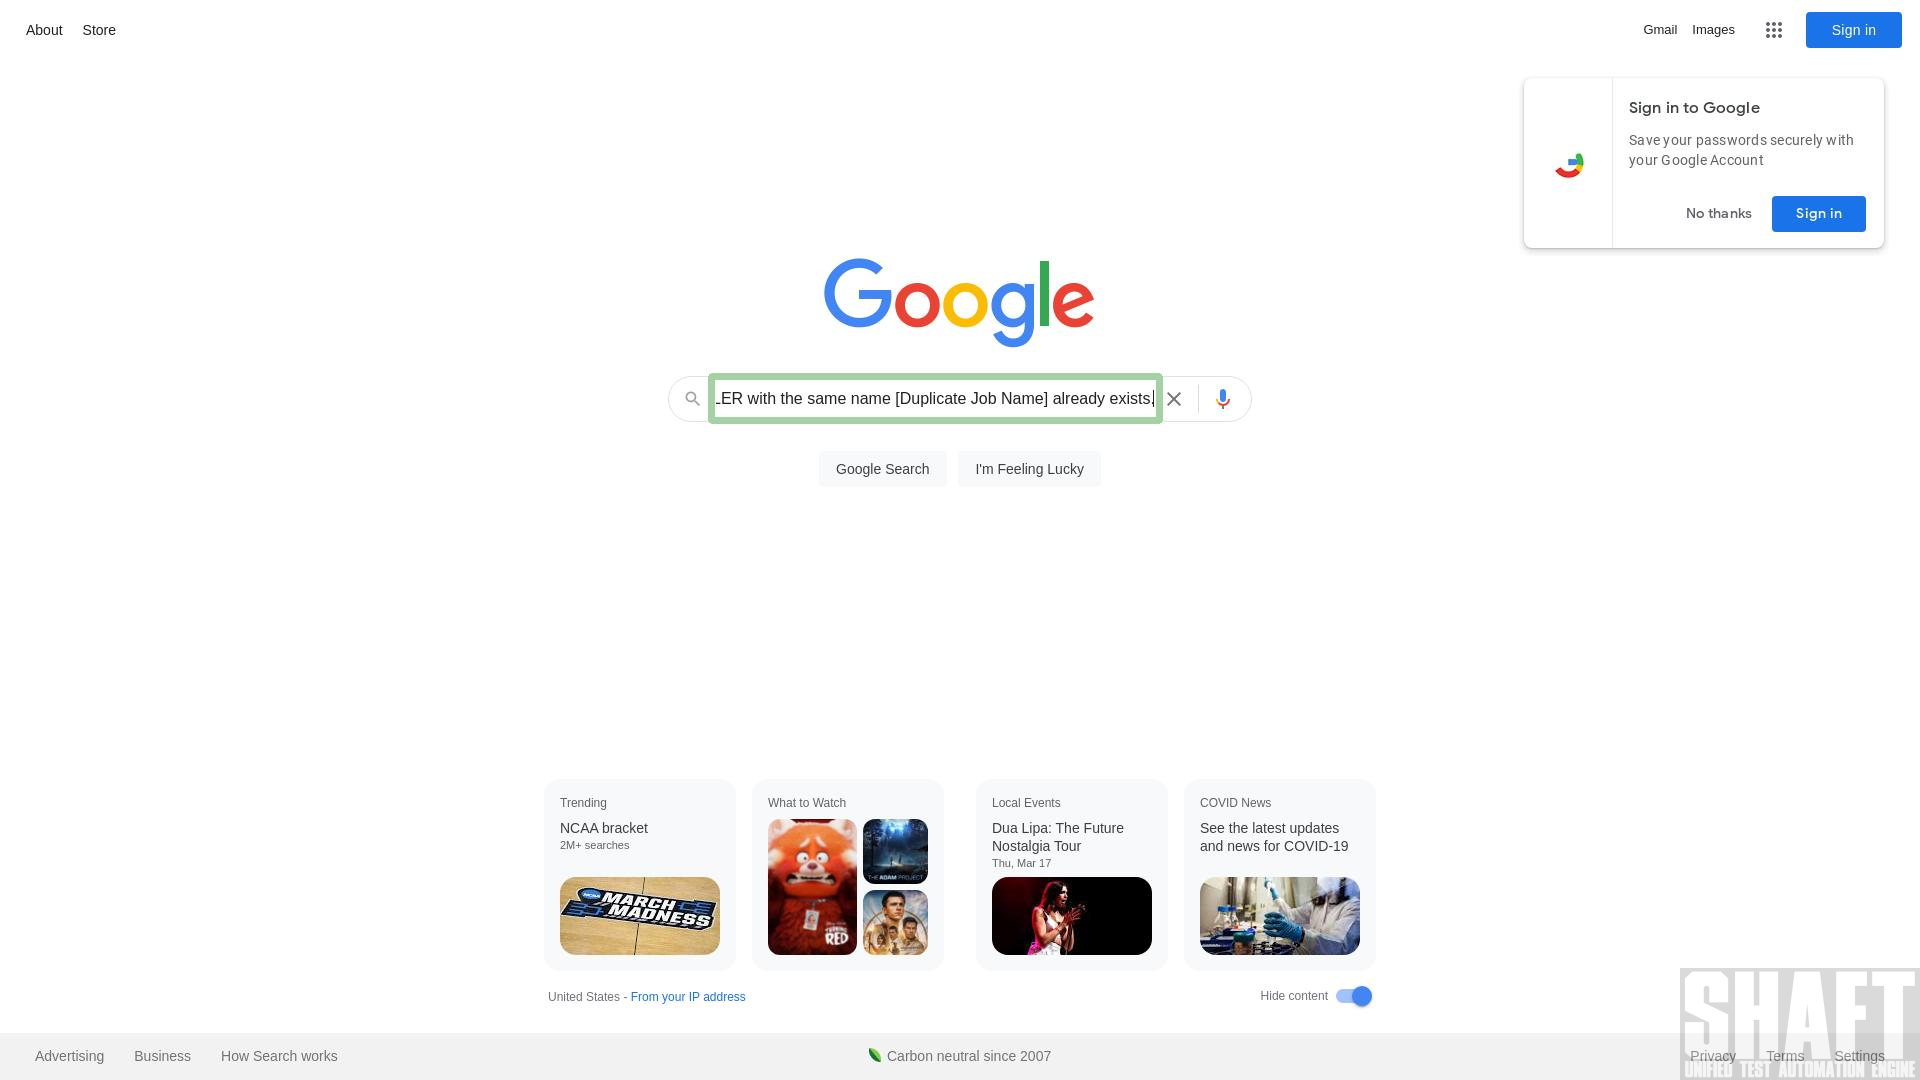 About Store
Gmail Images Sign in
Sign in to Google
Save your passwords securely with
your Google Account
No thanks Sign in
Google
LER with the same name [Duplicate Job Name] already exists.
Google Search I'm Feeling Lucky
Trending
NCAA bracket
2M+ searches
MARCH
MADNESS
What to Watch
THE ADAM PROJECT
TURNING
RED
Local Events
Dua Lipa: The Future
Nostalgia Tour
Thu, Mar 17
COVID News
See the latest updates
and news for COVID-19
United States - From your IP address
Hide content
SHAFT
UNIFIED TEST AUTOMATION ENGINE
Advertising Business How Search works
Carbon neutral since 2007
Privacy Terms Settings